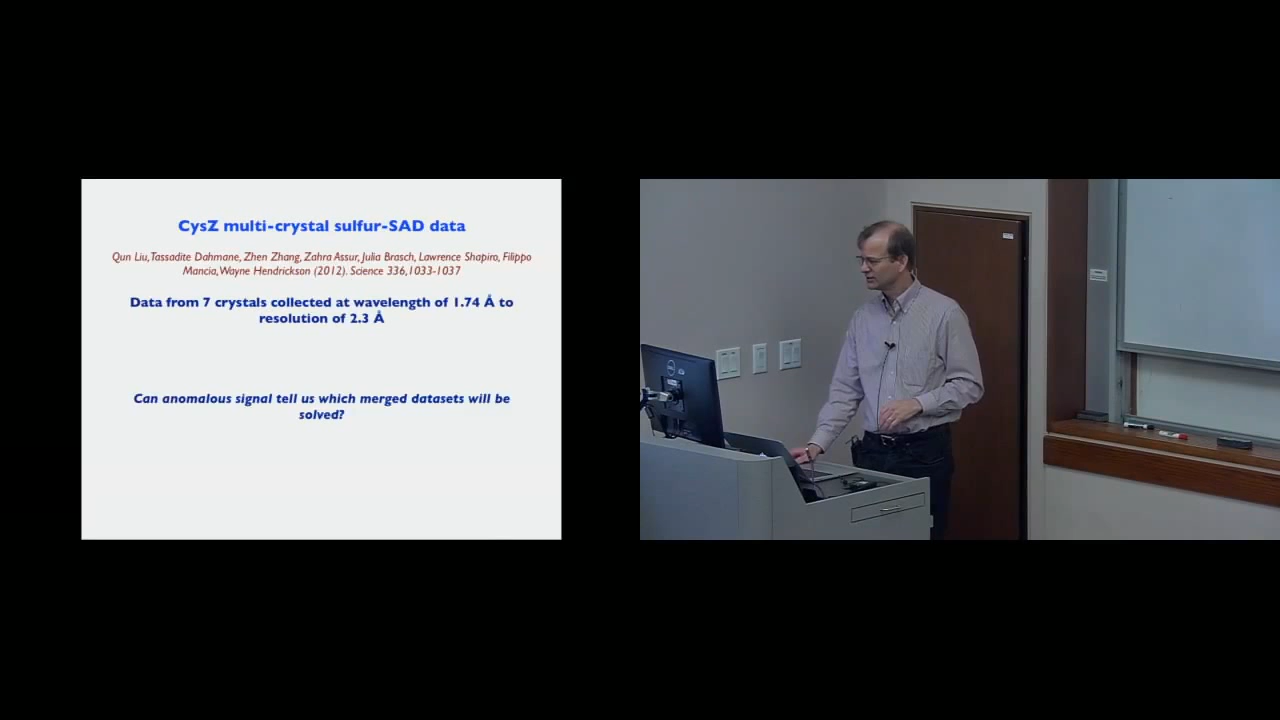 CysZ multi-crystal sulfur-SAD data
Qun Liu, Tassadite Dahmane, Zhen Zhang, Zahra Assur, Julia Brasch, Lawrence Shapiro, Filippo
Mancia, Wayne Hendrickson (2012). Science 336,1033-1037
Data from 7 crystals collected at wavelength of 1.74 Å to
resolution of 2.3 Å
Can anomalous signal tell us which merged datasets will be
solved?